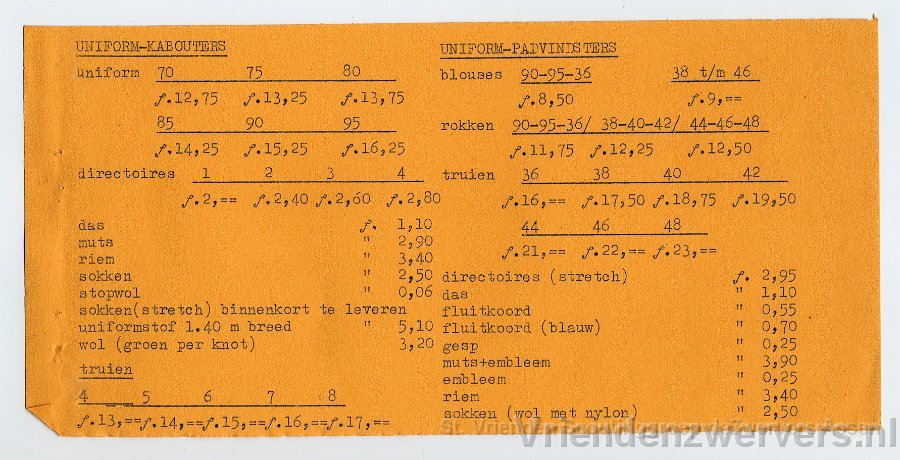 UNIFORM-KABOUTERS
uniform 70 75 80
f.12,75 f.13,25 f.13,75
85 90 95
f.14,25 f.15,25 f.16,25
directoires 1 2 3 4
f.2,== f.2,40 f.2,60 f.2,80
das f. 1,10
muts " 2,90
riem " 3,40
sokken " 2,50
stopwol " 0,06
sokken(stretch) binnenkort te leveren
uniformstof 1.40 m breed " 5,10
wol (groen per knot) 3,20
truien
4 5 6 7 8
f.13,==f.14,==f.15,==f.16,==f.17,==
UNIFORM-PADVINDSTERS
blouses 90-95-36 38 t/m 46
f.8,50 f.9,==
rokken 90-95-36/ 38-40-42/ 44-46-48
f.11,75 f.12,25 f.12,50
truien 36 38 40 42
f.16,== f.17,50 f.18,75 f.19,50
44 46 48
f.21,== f.22,== f.23,==
directoires (stretch) f. 2,95
das " 1,10
fluitkoord " 0,55
fluitkoord (blauw) " 0,70
gesp " 0,25
muts+embleem " 3,90
embleem " 0,25
riem " 3,40
sokken (wol met nylon) " 2,50
St. Vrienden
Vriendenzwervers.nl